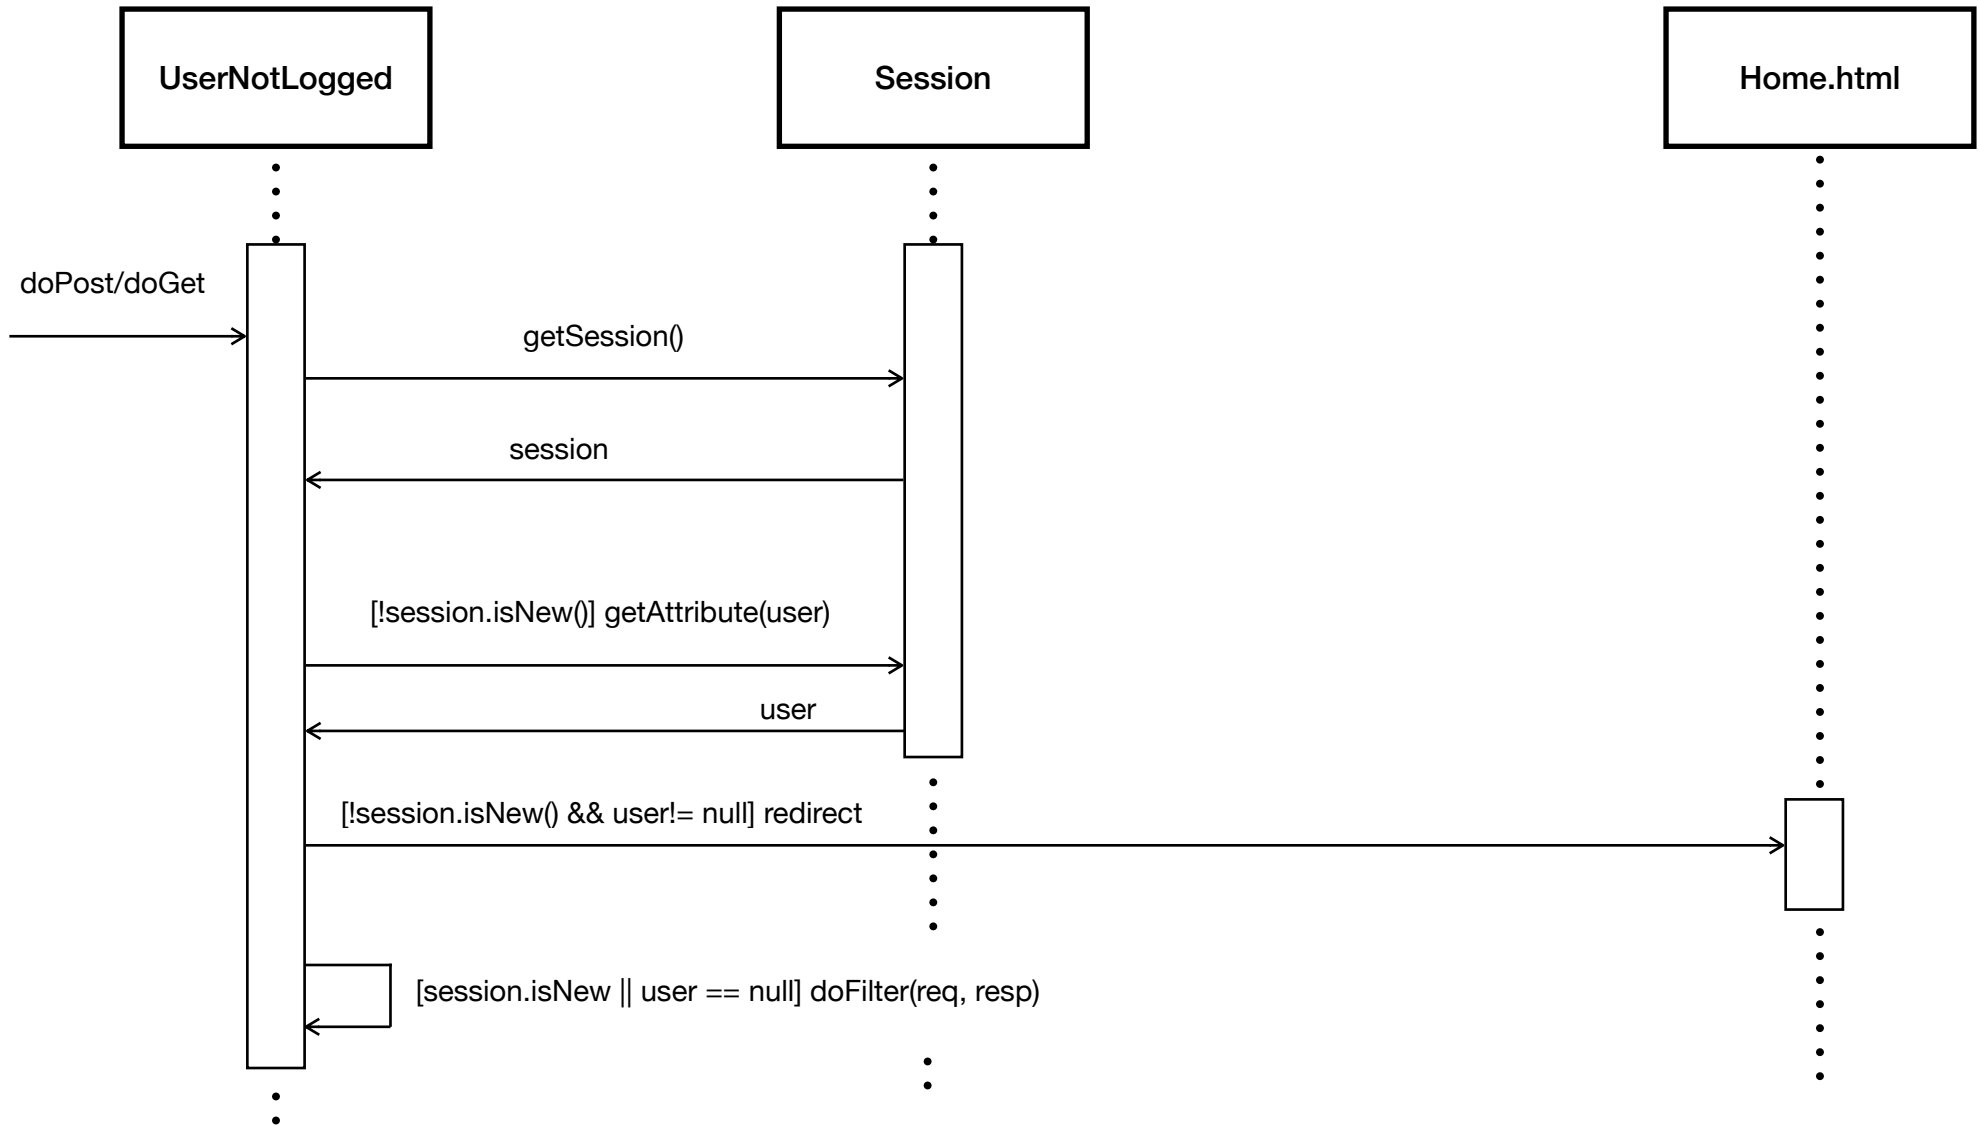 UserNotLogged
Session
Home.html
doPost/doGet
getSession()
session
[!session.isNew()] getAttribute(user)
user
[!session.isNew() && user!= null] redirect
[session.isNew || user == null] doFilter(req, resp)